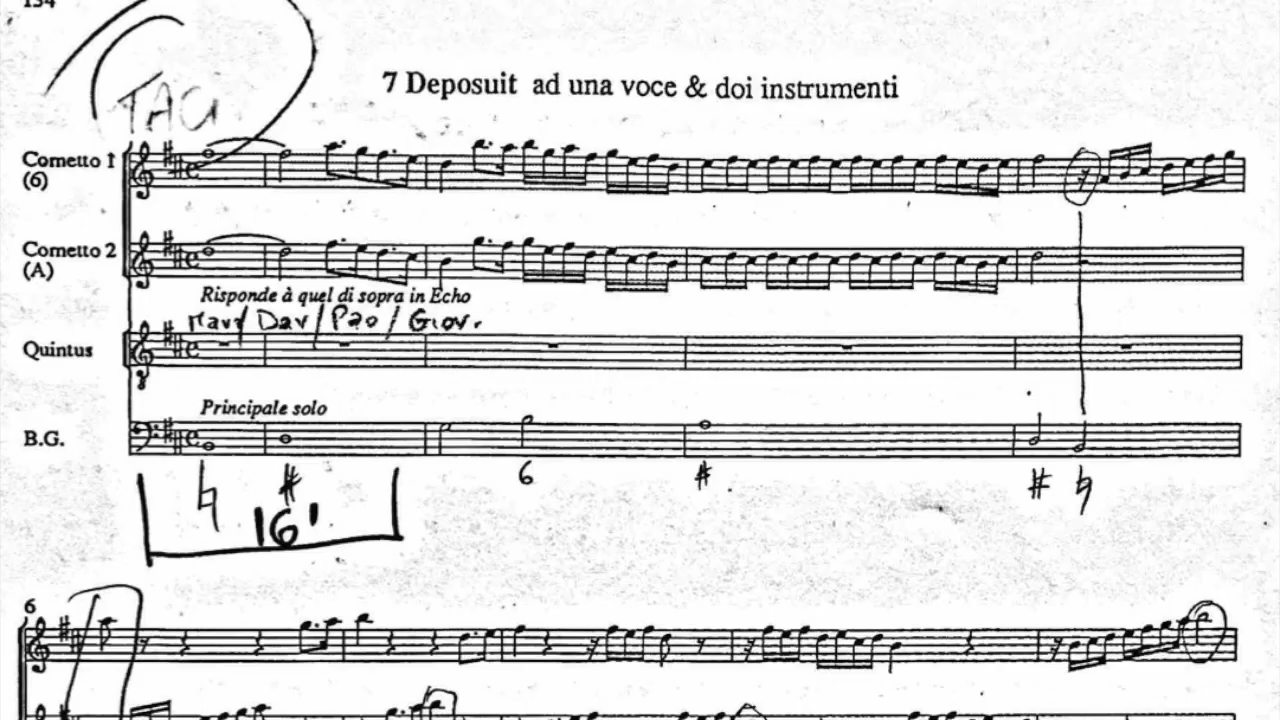 134
TACI
7 Deposuit ad una voce & doi instrumenti
Cornetto 1
(6)
Cornetto 2
(A)
Risponde à quel di sopra in Echo
Dav / Pao / Giov.
Quintus
Principale solo
B.G.
6
16'
6